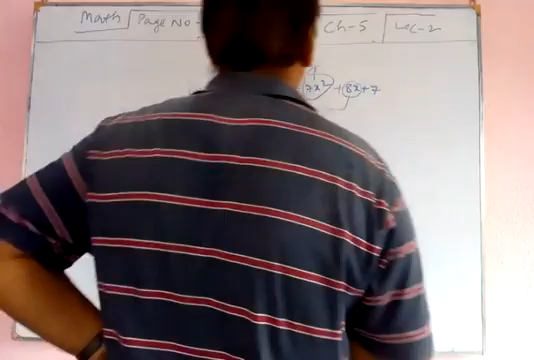 Math Page No- Ch-5 Lec-2
7x² + 8x + 7